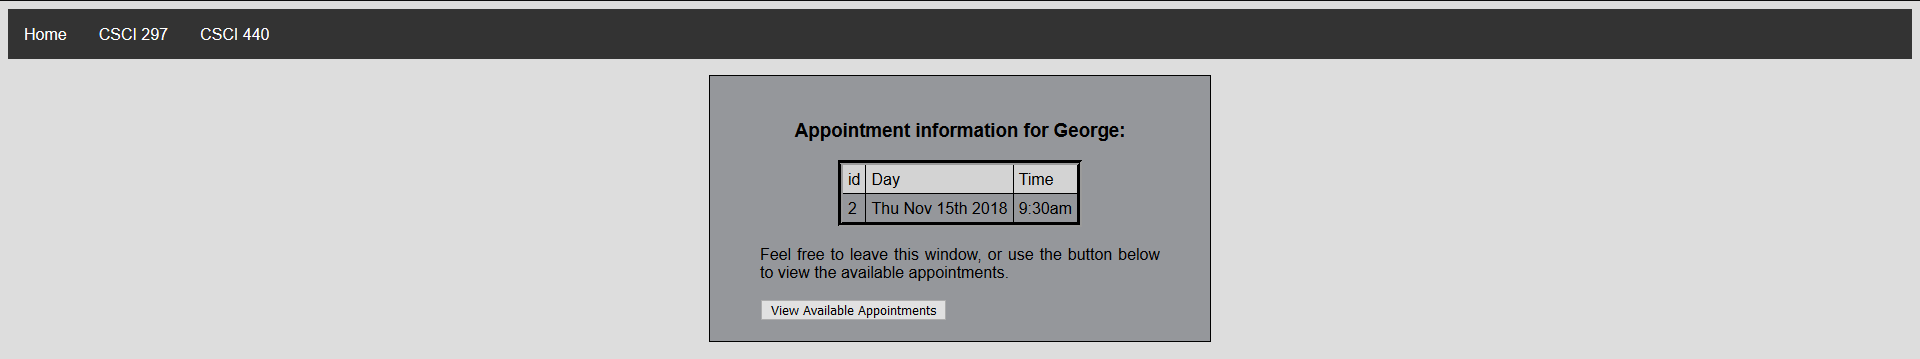 Home CSCI 297 CSCI 440
Appointment information for George:
id Day Time
2 Thu Nov 15th 2018 9:30am
Feel free to leave this window, or use the button below
to view the available appointments.
View Available Appointments